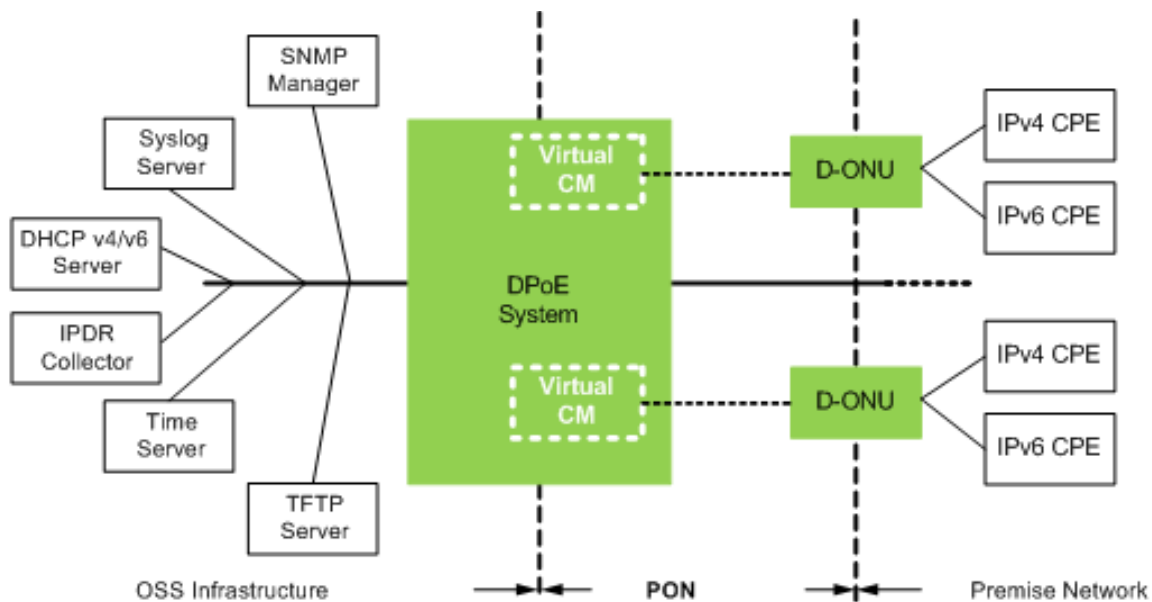 SNMP
Manager
Syslog
Server
DHCP v4/v6
Server
IPDR
Collector
Time
Server
TFTP
Server
Virtual
CM
DPoE
System
Virtual
CM
D-ONU
IPv4 CPE
IPv6 CPE
D-ONU
IPv4 CPE
IPv6 CPE
OSS Infrastructure
PON
Premise Network